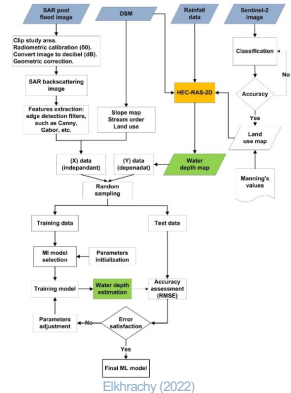 SAR post
flood image
DSM
Rainfall
data
Sentinel-2
image
Clip study area.
Radiometric calibration (δ0).
Convert image to decibel (dB).
Geometric correction.
Classification
No
SAR backscattering
image
HEC-RAS-2D
Accuracy
Yes
Features extraction:
edge detection filters,
such as Canny,
Gabor, etc.
Slope map
Stream order
Land use
Land
use map
(X) data
(indepandant)
(Y) data
(depenadat)
Water
depth map
Manning's
values
Random
sampling
Training data
Test data
Ml model
selection
Parameters
initialization
Training model
Water depth
estimation
Accuracy
assessment
(RMSE)
Parameters
adjustment
No
Error
satisfaction
Yes
Final ML model
Elkhrachy (2022)